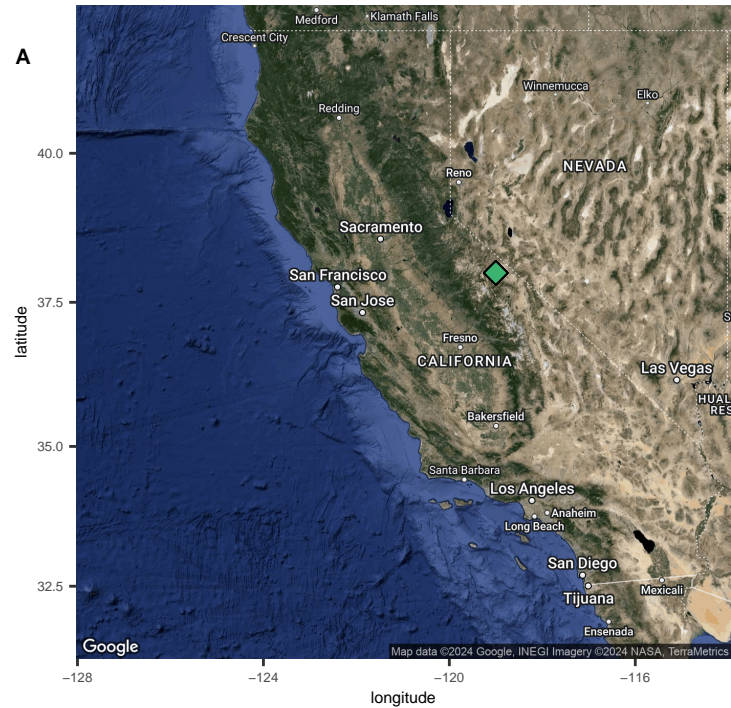 A
Medford
Klamath Falls
Crescent City
Winnemucca
Elko
Redding
40.0
NEVADA
Reno
Sacramento
San Francisco
37.5
San Jose
latitude
Fresno
CALIFORNIA
Las Vegas
HUAL
RES
Bakersfield
35.0
Santa Barbara
Los Angeles
Anaheim
Long Beach
San Diego
32.5
Tijuana
Mexicali
Ensenada
Google
Map data ©2024 Google, INEGI Imagery ©2024 NASA, TerraMetrics
−128
−124
−120
−116
longitude